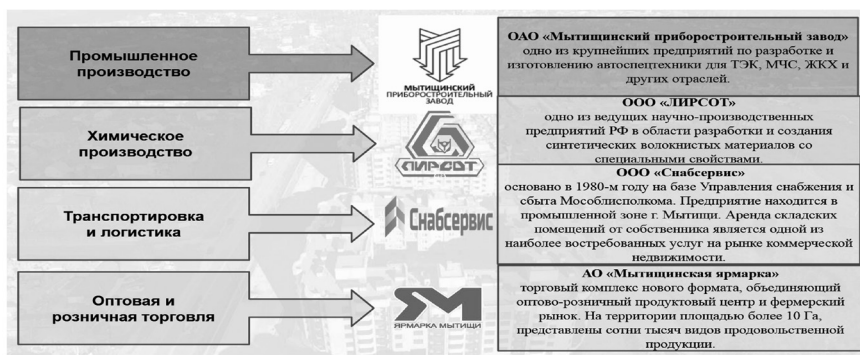 Промышленное
производство
МЫТИЩИНСКИЙ
ПРИБОРОСТРОИТЕЛЬНЫЙ
ЗАВОД
ОАО «Мытищинский приборостроительный завод»
одно из крупнейших предприятий по разработке и
изготовлению автоспецтехники для ТЭК, МЧС, ЖКХ и
других отраслей.
Химическое
производство
ЛИРСОТ
ООО «ЛИРСОТ»
одно из ведущих научно-производственных
предприятий РФ в области разработки и создания
синтетических волокнистых материалов со
специальными свойствами.
Транспортировка
и логистика
Снабсервис
ООО «Снабсервис»
основано в 1980-м году на базе Управления снабжения и
сбыта Мособлисполкома. Предприятие находится в
промышленной зоне г. Мытищи. Аренда складских
помещений от собственника является одной из
наиболее востребованных услуг на рынке коммерческой
недвижимости.
Оптовая и
розничная торговля
ЯРМАРКА МЫТИЩИ
АО «Мытищинская ярмарка»
торговый комплекс нового формата, объединяющий
оптово-розничный продуктовый центр и фермерский
рынок. На территории площадью более 10 Га,
представлены сотни тысяч видов продовольственной
продукции.